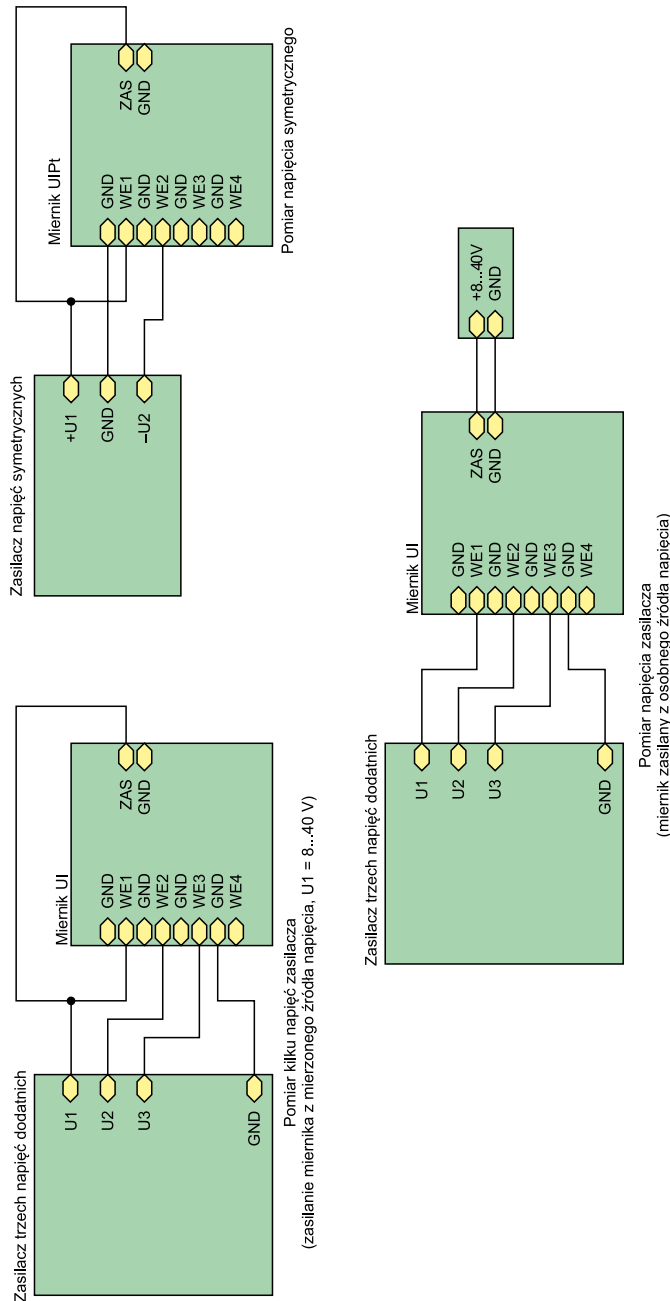 Zasilacz trzech napięć dodatnich
U1
U2
U3
GND
Miernik UI
GND
WE1
GND
WE2
GND
WE3
GND
WE4
ZAS
GND
Pomiar kilku napięć zasilacza
(zasilanie miernika z mierzonego źródła napięcia, U1 = 8...40 V)
Zasilacz napięć symetrycznych
+U1
GND
–U2
Miernik UIPt
GND
WE1
GND
WE2
GND
WE3
GND
WE4
ZAS
GND
Pomiar napięcia symetrycznego
Zasilacz trzech napięć dodatnich
U1
U2
U3
GND
Miernik UI
GND
WE1
GND
WE2
GND
WE3
GND
WE4
ZAS
GND
+8...40V
GND
Pomiar napięcia zasilacza
(miernik zasilany z osobnego źródła napięcia)